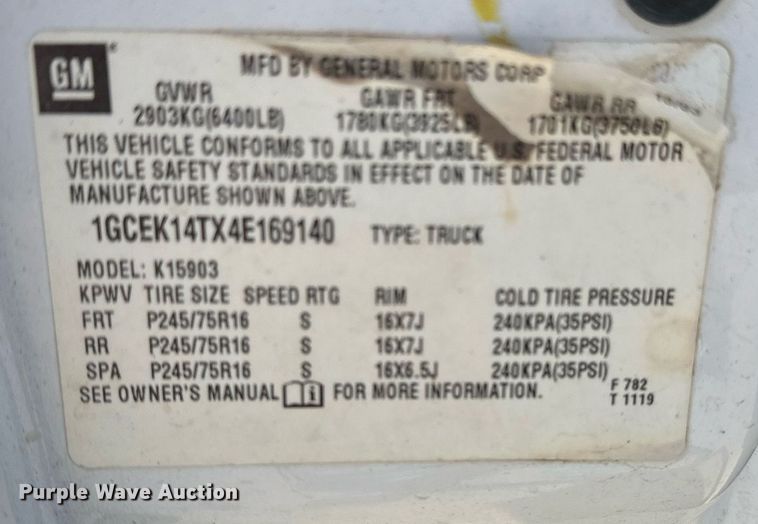 GM
MFD BY GENERAL MOTORS CORP
GVWR GAWR FRT GAWR RR
2903KG(6400LB) 1780KG(3925LB) 1701KG(3750LB)
THIS VEHICLE CONFORMS TO ALL APPLICABLE U.S. FEDERAL MOTOR
VEHICLE SAFETY STANDARDS IN EFFECT ON THE DATE OF
MANUFACTURE SHOWN ABOVE.
1GCEK14TX4E169140 TYPE: TRUCK
MODEL: K15903
KPWV TIRE SIZE SPEED RTG RIM COLD TIRE PRESSURE
FRT P245/75R16 S 16X7J 240KPA(35PSI)
RR P245/75R16 S 16X7J 240KPA(35PSI)
SPA P245/75R16 S 16X6.5J 240KPA(35PSI)
SEE OWNER'S MANUAL FOR MORE INFORMATION.
F 782
T 1119
Purple Wave Auction